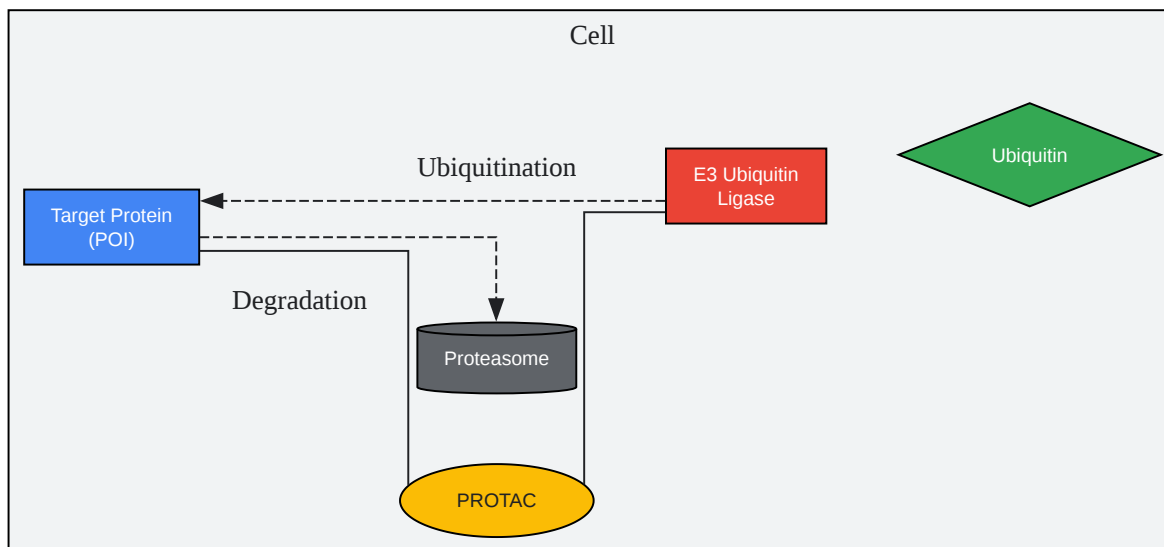 Cell
Ubiquitin
Ubiquitination
E3 Ubiquitin
Ligase
Target Protein
(POI)
Degradation
Proteasome
PROTAC